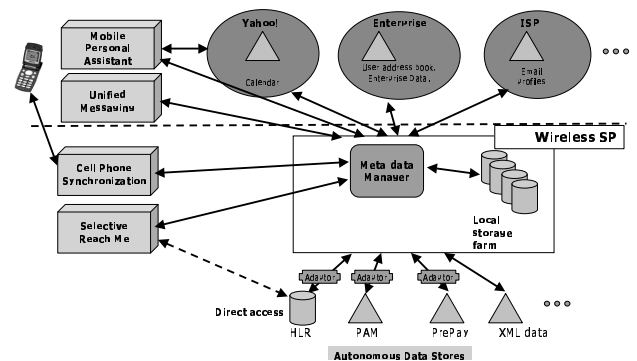 Mobile
Personal
Assistant
Unified
Messaging
Yahoo!
Calendar
Enterprise
User address book,
Enterprise Data,
ISP
Email
Profiles
Wireless SP
Cell Phone
Synchronization
Selective
Reach Me
Meta data
Manager
Local
storage
farm
Adaptor
Adaptor
Adaptor
Direct access
HLR
PAM
PrePay
XML data
Autonomous Data Stores